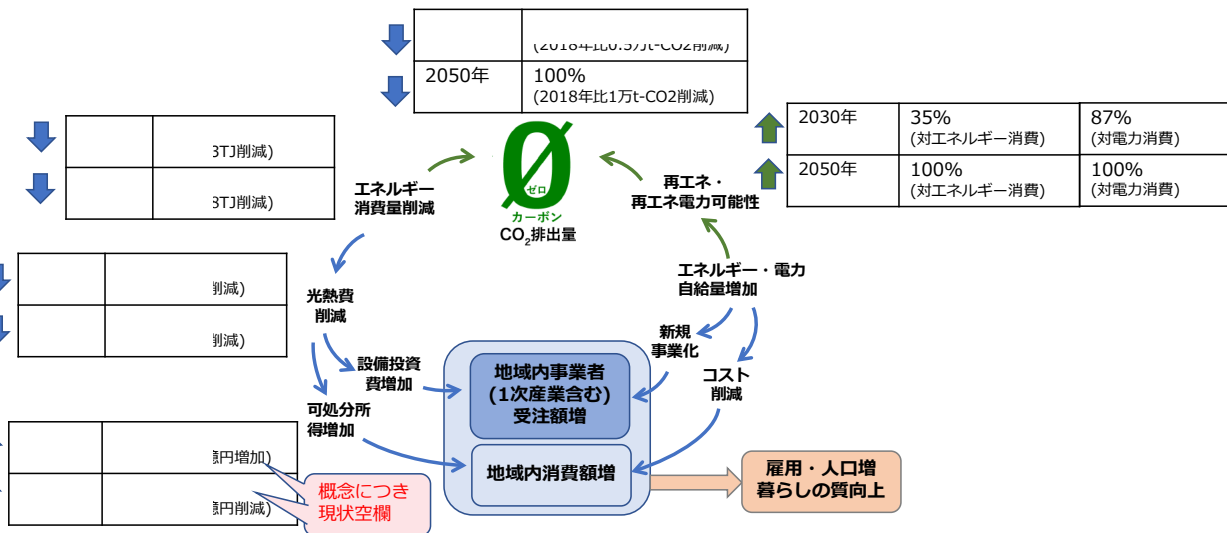 (2018年比0.5万t-CO2削減)
2050年 100%
(2018年比1万t-CO2削減)
2030年 35% 87%
(対エネルギー消費) (対電力消費)
2050年 100% 100%
(対エネルギー消費) (対電力消費)
TJ削減)
TJ削減)
エネルギー
消費量削減
ゼロ
カーボン
CO2排出量
再エネ・
再エネ電力可能性
削減)
削減)
光熱費
削減
エネルギー・電力
自給量増加
新規
事業化
コスト
削減
設備投資
費増加
可処分所
得増加
地域内事業者
(1次産業含む)
受注額増
地域内消費額増
円増加)
円削減)
概念につき
現状空欄
雇用・人口増
暮らしの質向上